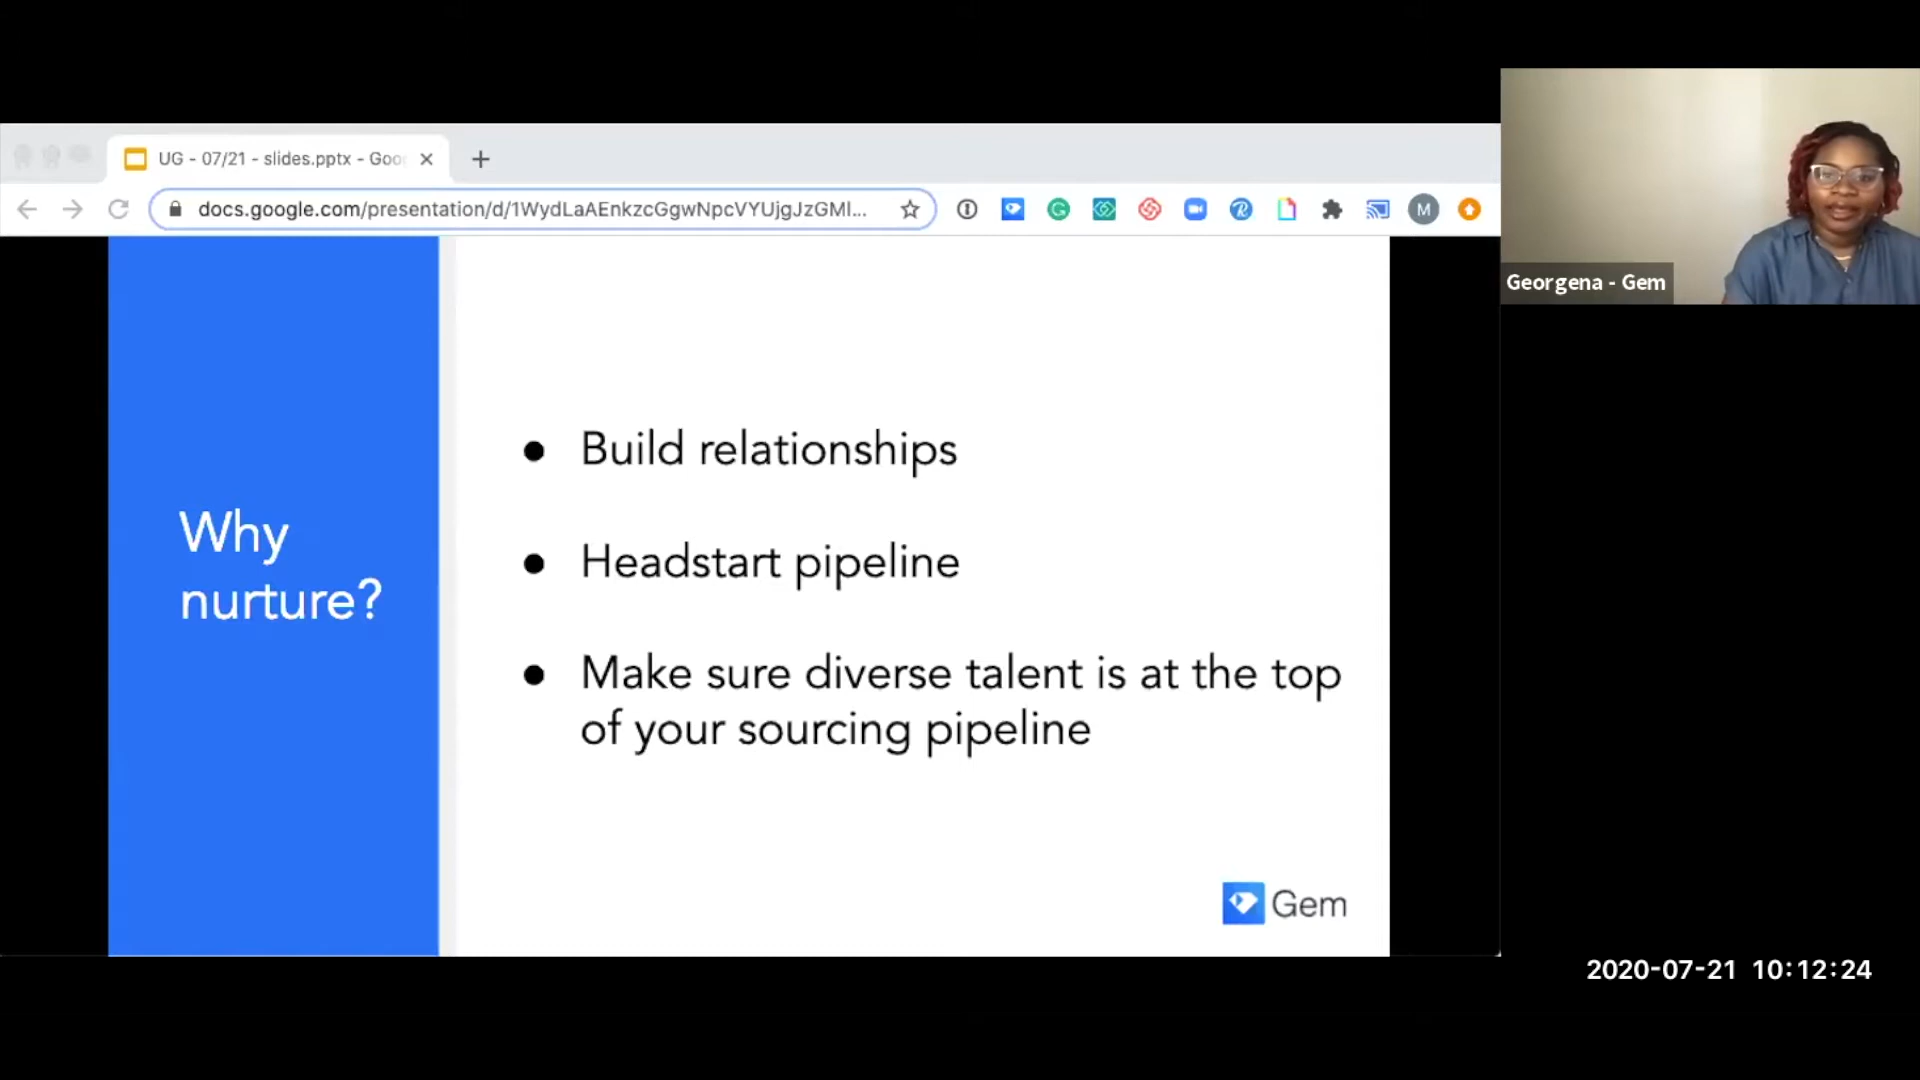 UG - 07/21 - slides.pptx - Goo
docs.google.com/presentation/d/1WydLaAEnkzcGgwNpcVYUjgJzGMl...
M
Georgena - Gem
Why
nurture?
● Build relationships
● Headstart pipeline
● Make sure diverse talent is at the top
of your sourcing pipeline
Gem
2020-07-21 10:12:24